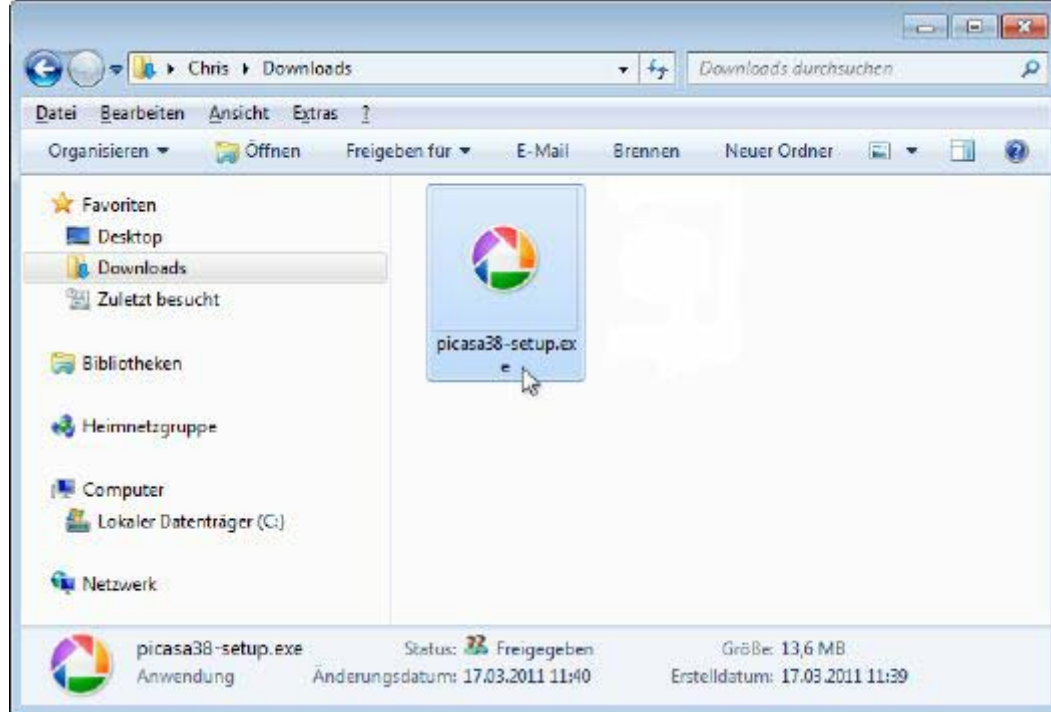 Chris Downloads Downloads durchsuchen
Datei Bearbeiten Ansicht Extras ?
Organisieren Öffnen Freigeben für E-Mail Brennen Neuer Ordner
Favoriten
Desktop
Downloads
Zuletzt besucht
Bibliotheken
Heimnetzgruppe
Computer
Lokaler Datenträger (C:)
Netzwerk
picasa38-setup.ex
e
picasa38-setup.exe Status: Freigegeben Größe: 13,6 MB
Anwendung Änderungsdatum: 17.03.2011 11:40 Erstelldatum: 17.03.2011 11:39